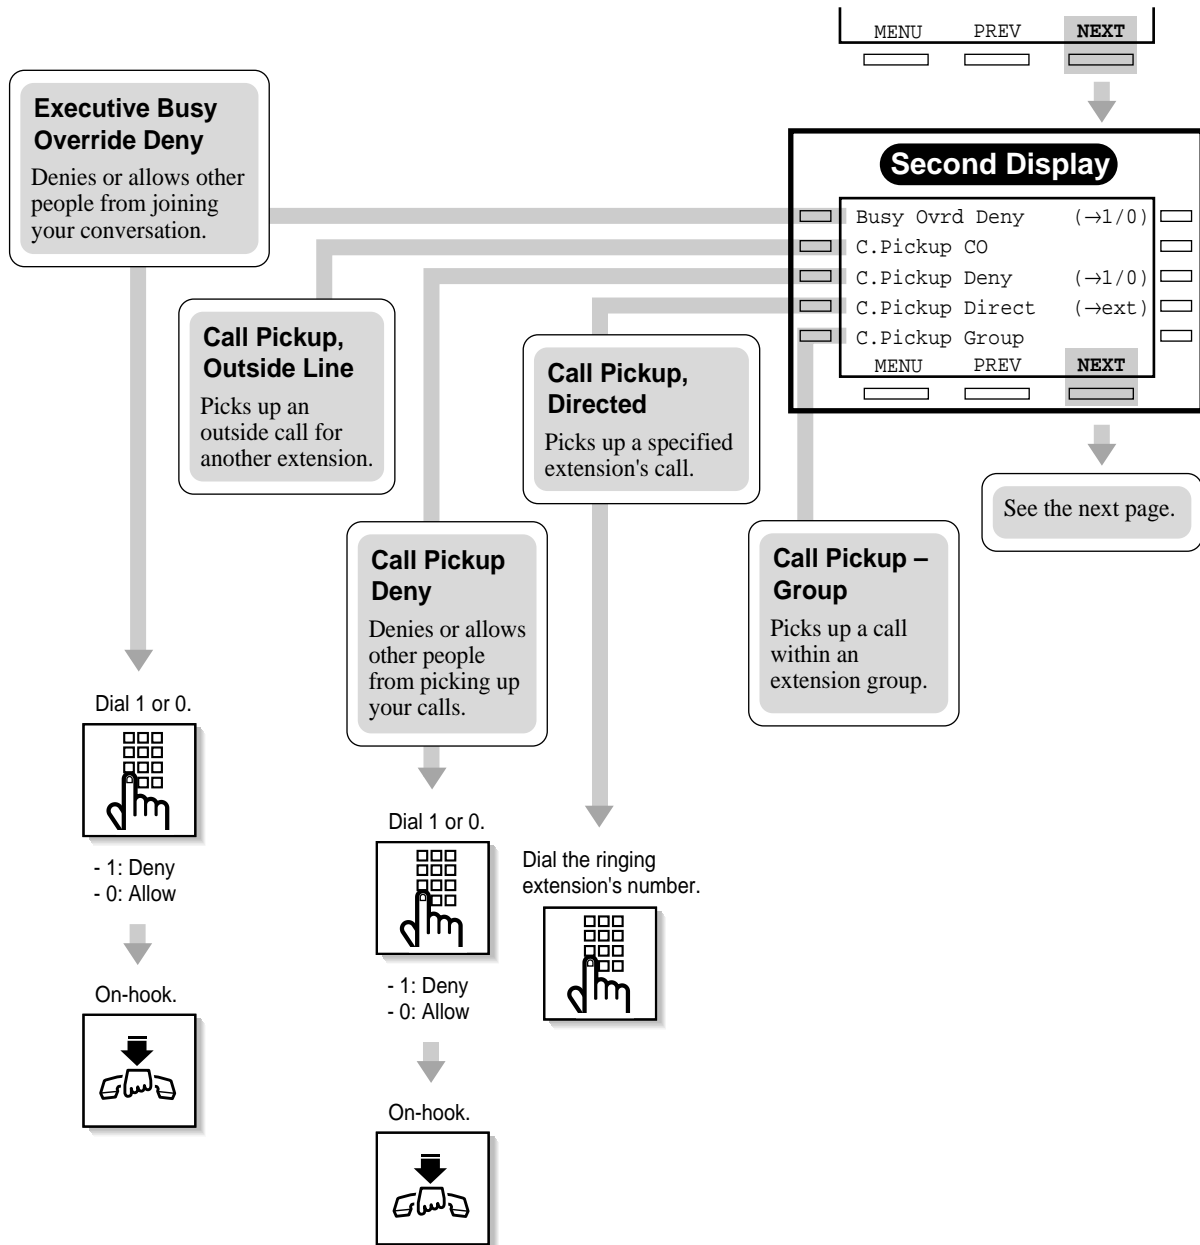 MENU PREV NEXT
Executive Busy
Override Deny
Denies or allows other
people from joining
your conversation.
Second Display
Busy Ovrd Deny (→1/0)
C.Pickup CO
C.Pickup Deny (→1/0)
C.Pickup Direct (→ext)
C.Pickup Group
MENU PREV NEXT
Call Pickup,
Outside Line
Picks up an
outside call for
another extension.
Call Pickup,
Directed
Picks up a specified
extension's call.
See the next page.
Call Pickup
Deny
Denies or allows
other people
from picking up
your calls.
Call Pickup –
Group
Picks up a call
within an
extension group.
Dial 1 or 0.
- 1: Deny
- 0: Allow
On-hook.
Dial 1 or 0.
- 1: Deny
- 0: Allow
On-hook.
Dial the ringing
extension's number.